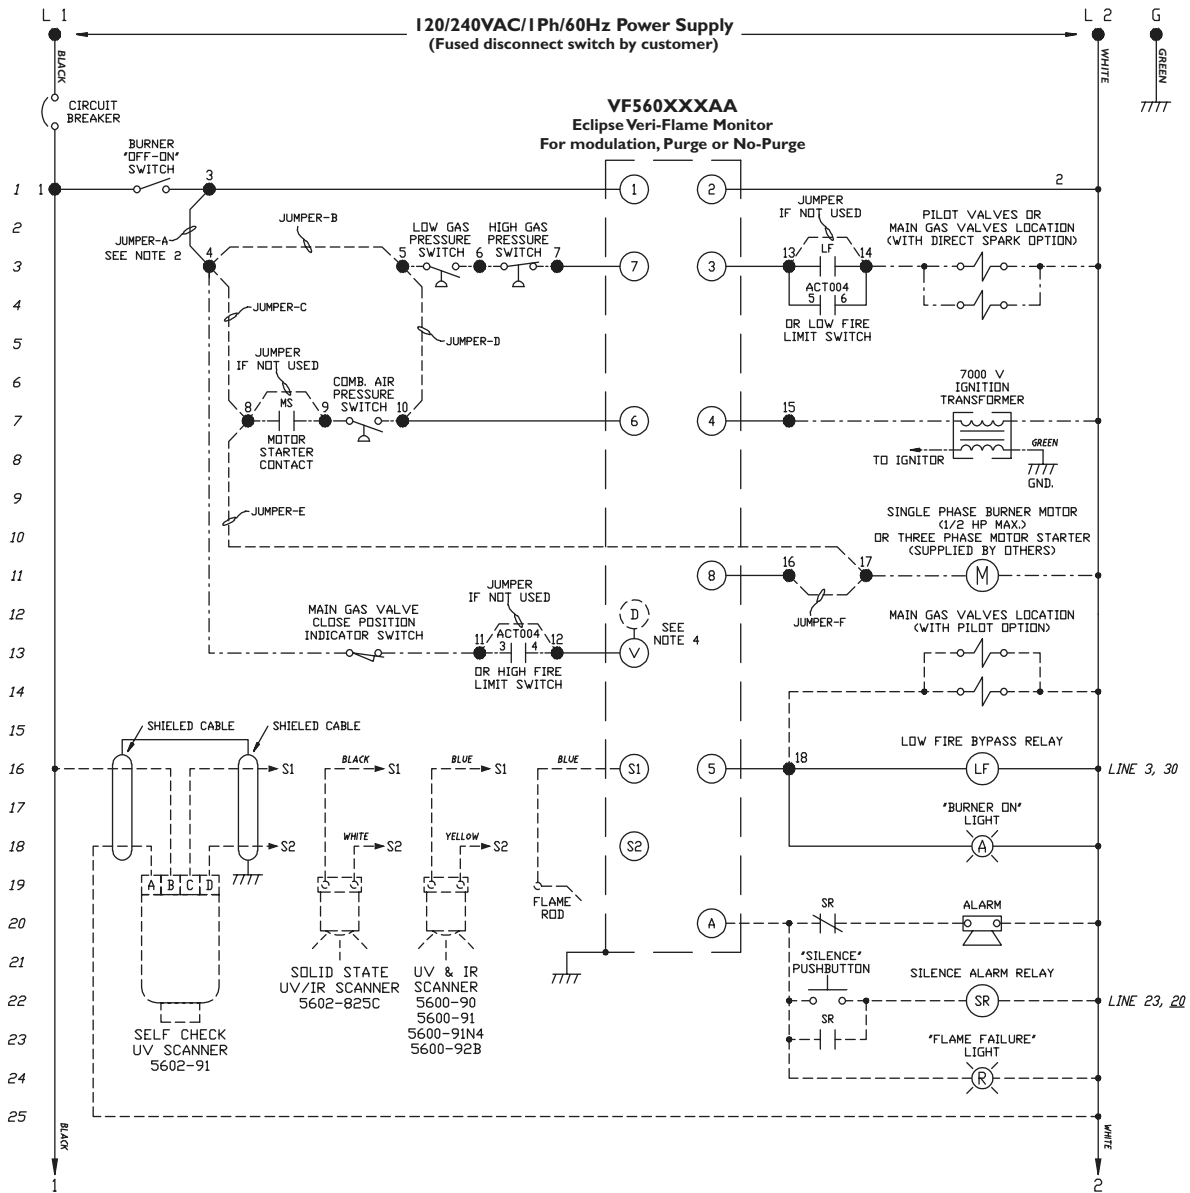 L 1
120/240VAC/1Ph/60Hz Power Supply
(Fused disconnect switch by customer)
L 2
G
BLACK
WHITE
GREEN
CIRCUIT
BREAKER
VF560XXXAA
Eclipse Veri-Flame Monitor
For modulation, Purge or No-Purge
BURNER
"OFF-ON"
SWITCH
1
1
3
1
2
2
2
JUMPER-A
SEE NOTE 2
JUMPER-B
LOW GAS
PRESSURE
SWITCH
HIGH GAS
PRESSURE
SWITCH
JUMPER
IF NOT USED
PILOT VALVES OR
MAIN GAS VALVES LOCATION
(WITH DIRECT SPARK OPTION)
3
4
5
6
7
7
3
13
LF
14
4
JUMPER-C
ACT004
5
6
OR LOW FIRE
LIMIT SWITCH
5
JUMPER-D
6
JUMPER
IF NOT USED
COMB. AIR
PRESSURE
SWITCH
7000 V
IGNITION
TRANSFORMER
7
8
MS
9
10
6
4
15
MOTOR
STARTER
CONTACT
8
TO IGNITOR
GREEN
GND.
9
JUMPER-E
SINGLE PHASE BURNER MOTOR
(1/2 HP MAX.)
OR THREE PHASE MOTOR STARTER
(SUPPLIED BY OTHERS)
10
11
8
16
17
M
JUMPER-F
12
MAIN GAS VALVE
CLOSE POSITION
INDICATOR SWITCH
JUMPER
IF NOT USED
D
SEE
NOTE 4
MAIN GAS VALVES LOCATION
(WITH PILOT OPTION)
13
11
ACT004
3
4
12
V
OR HIGH FIRE
LIMIT SWITCH
14
15
SHIELED CABLE
SHIELED CABLE
LOW FIRE BYPASS RELAY
16
S1
BLACK
S1
BLUE
S1
BLUE
S1
5
18
LF
LINE 3, 30
17
"BURNER ON"
LIGHT
18
S2
WHITE
S2
YELLOW
S2
S2
A
19
A
B
C
D
FLAME
ROD
20
A
SR
ALARM
21
SOLID STATE
UV/IR SCANNER
5602-825C
UV & IR
SCANNER
5600-90
5600-91
5600-91N4
5600-92B
"SILENCE"
PUSHBUTTON
SILENCE ALARM RELAY
22
SR
LINE 23, 20
SELF CHECK
UV SCANNER
5602-91
SR
23
"FLAME FAILURE"
LIGHT
24
R
25
BLACK
WHITE
1
2